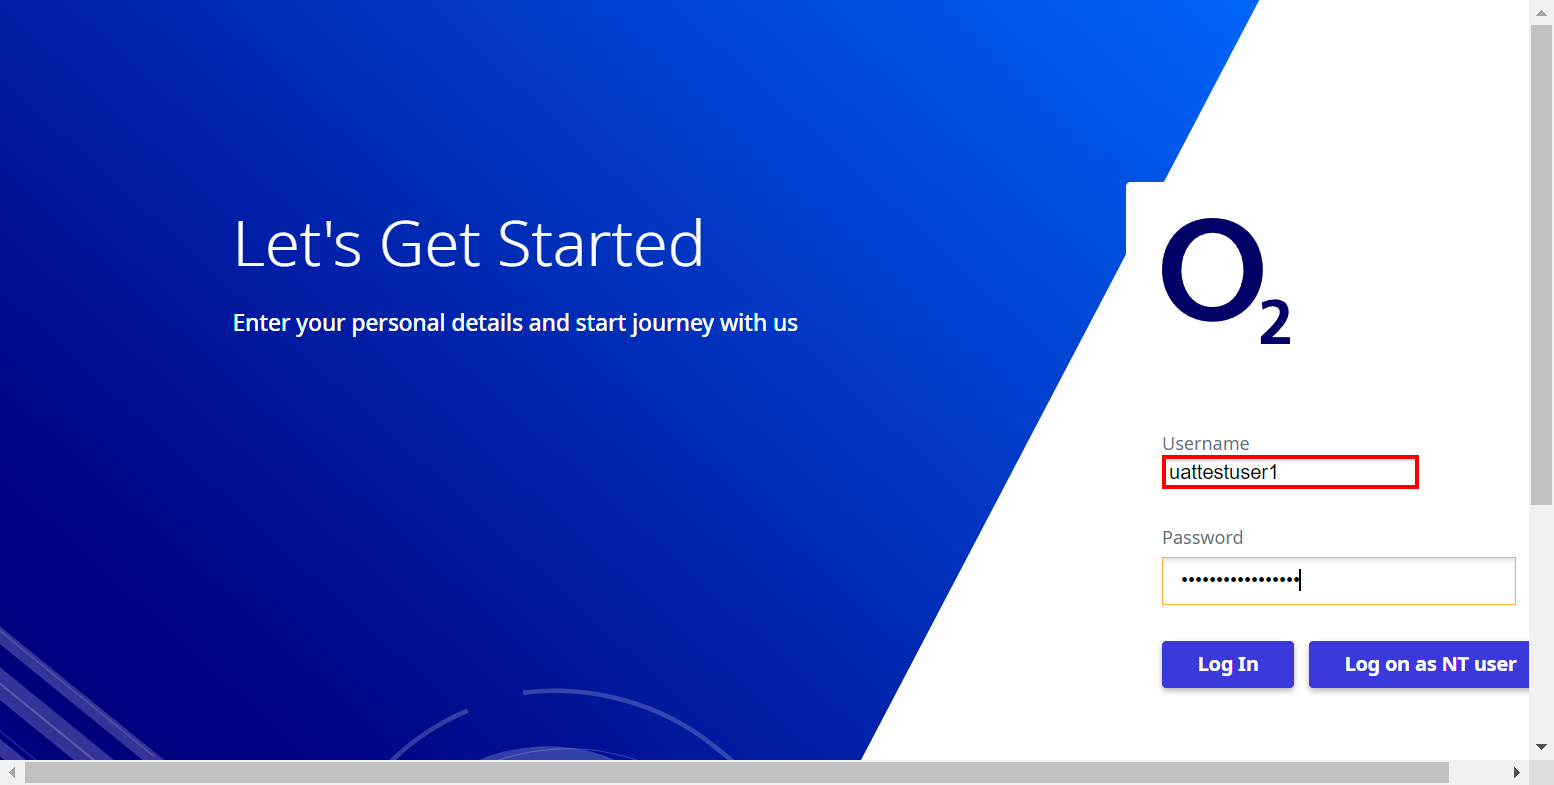 Let's Get Started
Enter your personal details and start journey with us
O2
Username
uattestuser1
Password
•••••••••••••••••
Log In
Log on as NT user